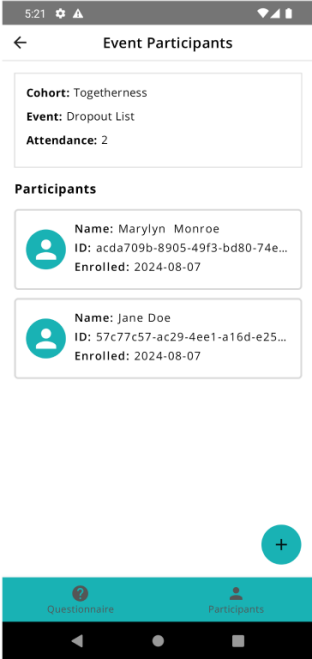 5:21
Event Participants
Cohort: Togetherness
Event: Dropout List
Attendance: 2
Participants
Name: Marylyn Monroe
ID: acda709b-8905-49f3-bd80-74e...
Enrolled: 2024-08-07
Name: Jane Doe
ID: 57c77c57-ac29-4ee1-a16d-e25...
Enrolled: 2024-08-07
+
Questionnaire
Participants